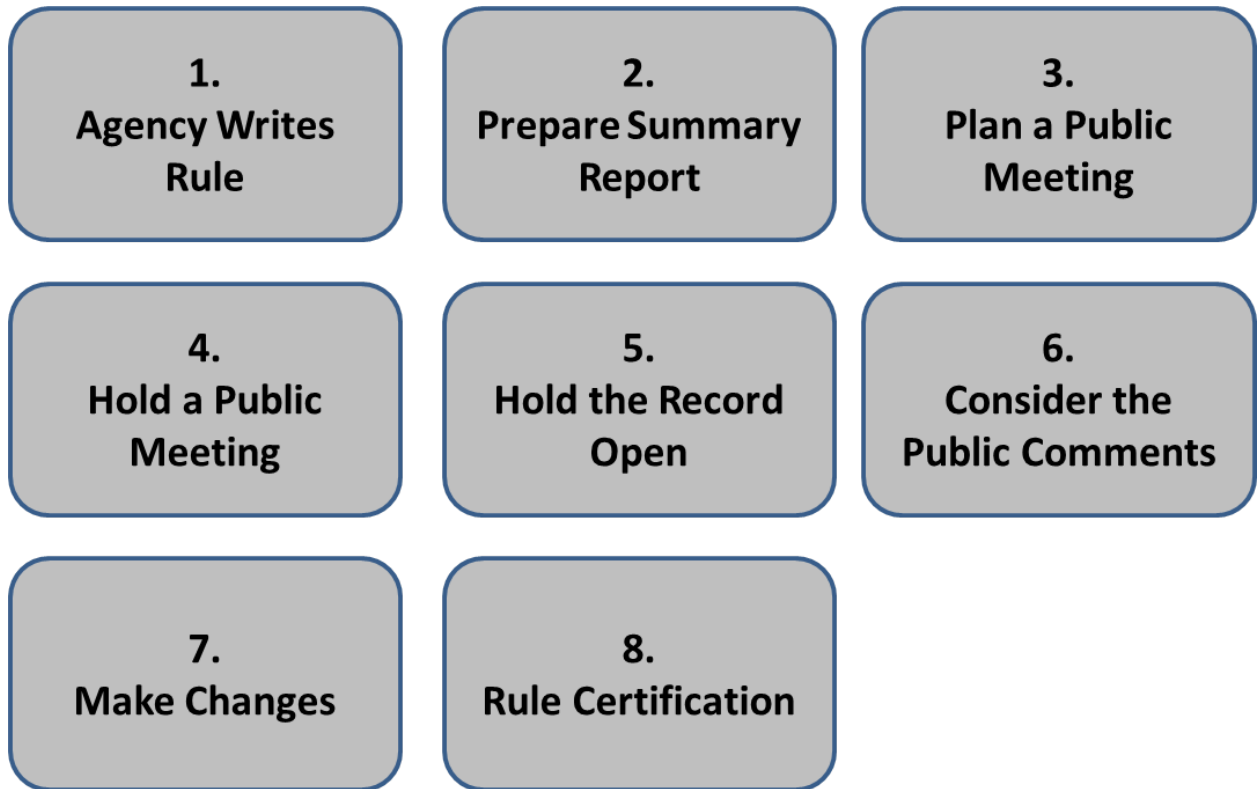 1.
Agency Writes
Rule
2.
Prepare Summary
Report
3.
Plan a Public
Meeting
4.
Hold a Public
Meeting
5.
Hold the Record
Open
6.
Consider the
Public Comments
7.
Make Changes
8.
Rule Certification